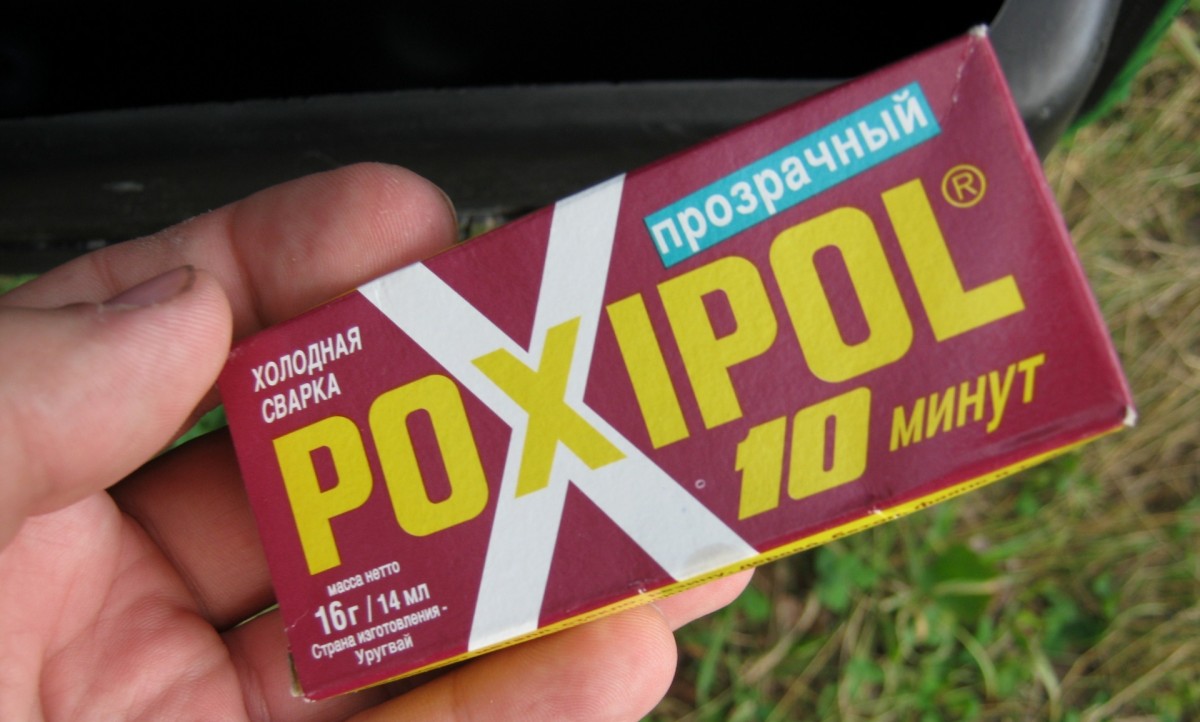 прозрачный
ХОЛОДНАЯ
СВАРКА
POXIPOL®
10 минут
масса нетто
16г / 14 мл
Страна изготовления -
Уругвай